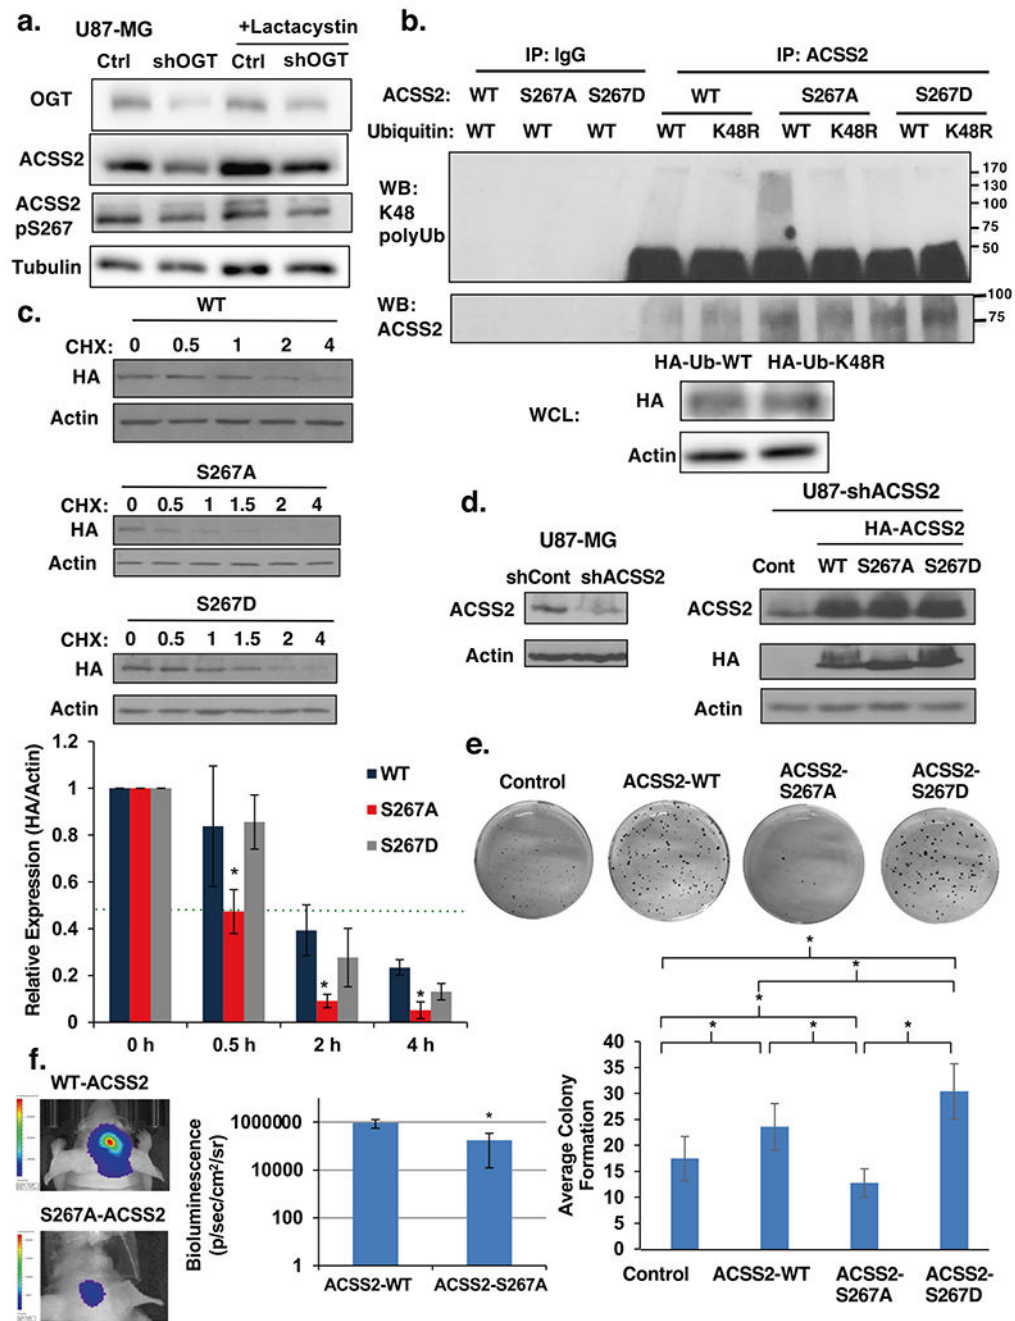 a.
U87-MG
+Lactacystin
Ctrl shOGT Ctrl shOGT
OGT
ACSS2
ACSS2
pS267
Tubulin
b.
IP: IgG IP: ACSS2
ACSS2: WT S267A S267D WT S267A S267D
Ubiquitin: WT WT WT WT K48R WT K48R WT K48R
WB:
K48
polyUb
170
130
100
75
50
WB:
ACSS2
100
75
HA-Ub-WT HA-Ub-K48R
WCL:
HA
Actin
c.
WT
CHX: 0 0.5 1 2 4
HA
Actin
S267A
CHX: 0 0.5 1 1.5 2 4
HA
Actin
S267D
CHX: 0 0.5 1 1.5 2 4
HA
Actin
Relative Expression (HA/Actin)
1.2
1
0.8
0.6
0.4
0.2
0
WT
S267A
S267D
*
*
*
0 h 0.5 h 2 h 4 h
d.
U87-MG
shCont shACSS2
ACSS2
Actin
U87-shACSS2
HA-ACSS2
Cont WT S267A S267D
ACSS2
HA
Actin
e.
Control
ACSS2-WT
ACSS2-
S267A
ACSS2-
S267D
*
*
*
* * *
Average Colony
Formation
40
35
30
25
20
15
10
5
0
Control ACSS2-WT ACSS2-
S267A ACSS2-
S267D
f.
WT-ACSS2
S267A-ACSS2
Bioluminescence
(p/sec/cm²/sr)
1000000
10000
100
1
*
ACSS2-WT ACSS2-S267A